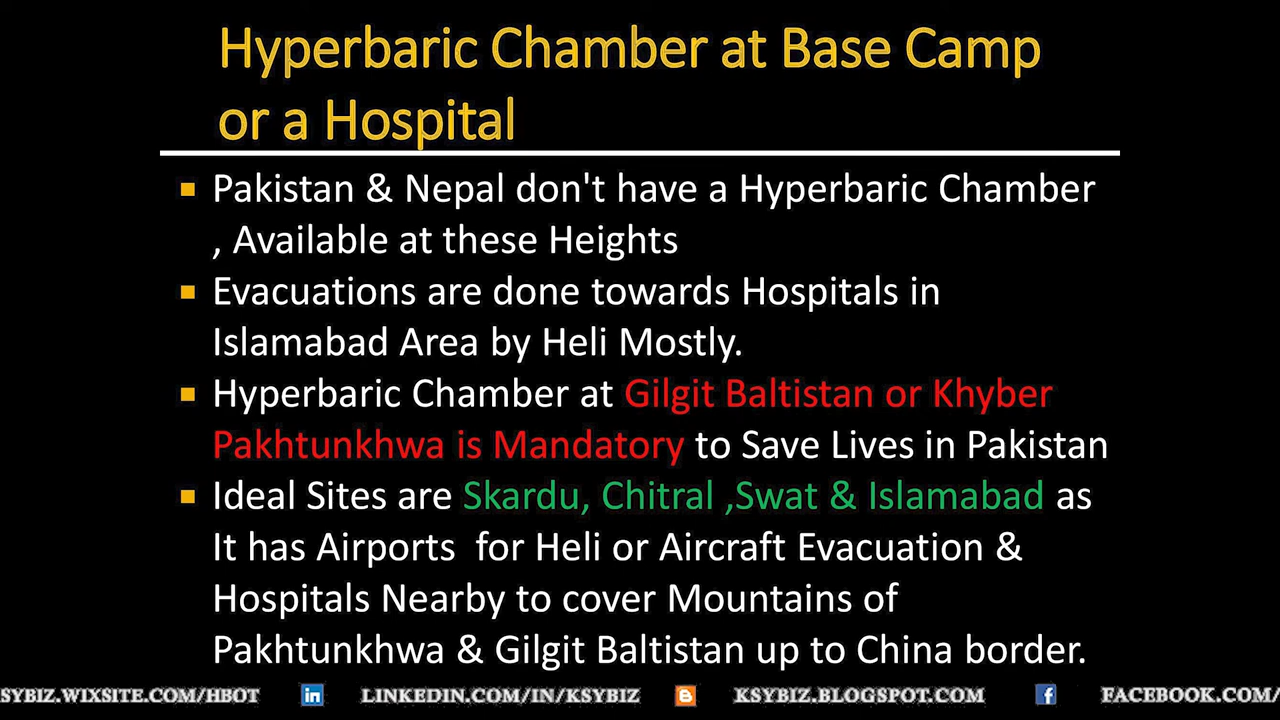 Hyperbaric Chamber at Base Camp
or a Hospital
Pakistan & Nepal don't have a Hyperbaric Chamber
, Available at these Heights
Evacuations are done towards Hospitals in
Islamabad Area by Heli Mostly.
Hyperbaric Chamber at Gilgit Baltistan or Khyber
Pakhtunkhwa is Mandatory to Save Lives in Pakistan
Ideal Sites are Skardu, Chitral ,Swat & Islamabad as
It has Airports  for Heli or Aircraft Evacuation &
Hospitals Nearby to cover Mountains of
Pakhtunkhwa & Gilgit Baltistan up to China border.
SYBIZ.WIXSITE.COM/HBOT in LINKEDIN.COM/IN/KSYBIZ KSYBIZ.BLOGSPOT.COM f FACEBOOK.COM/